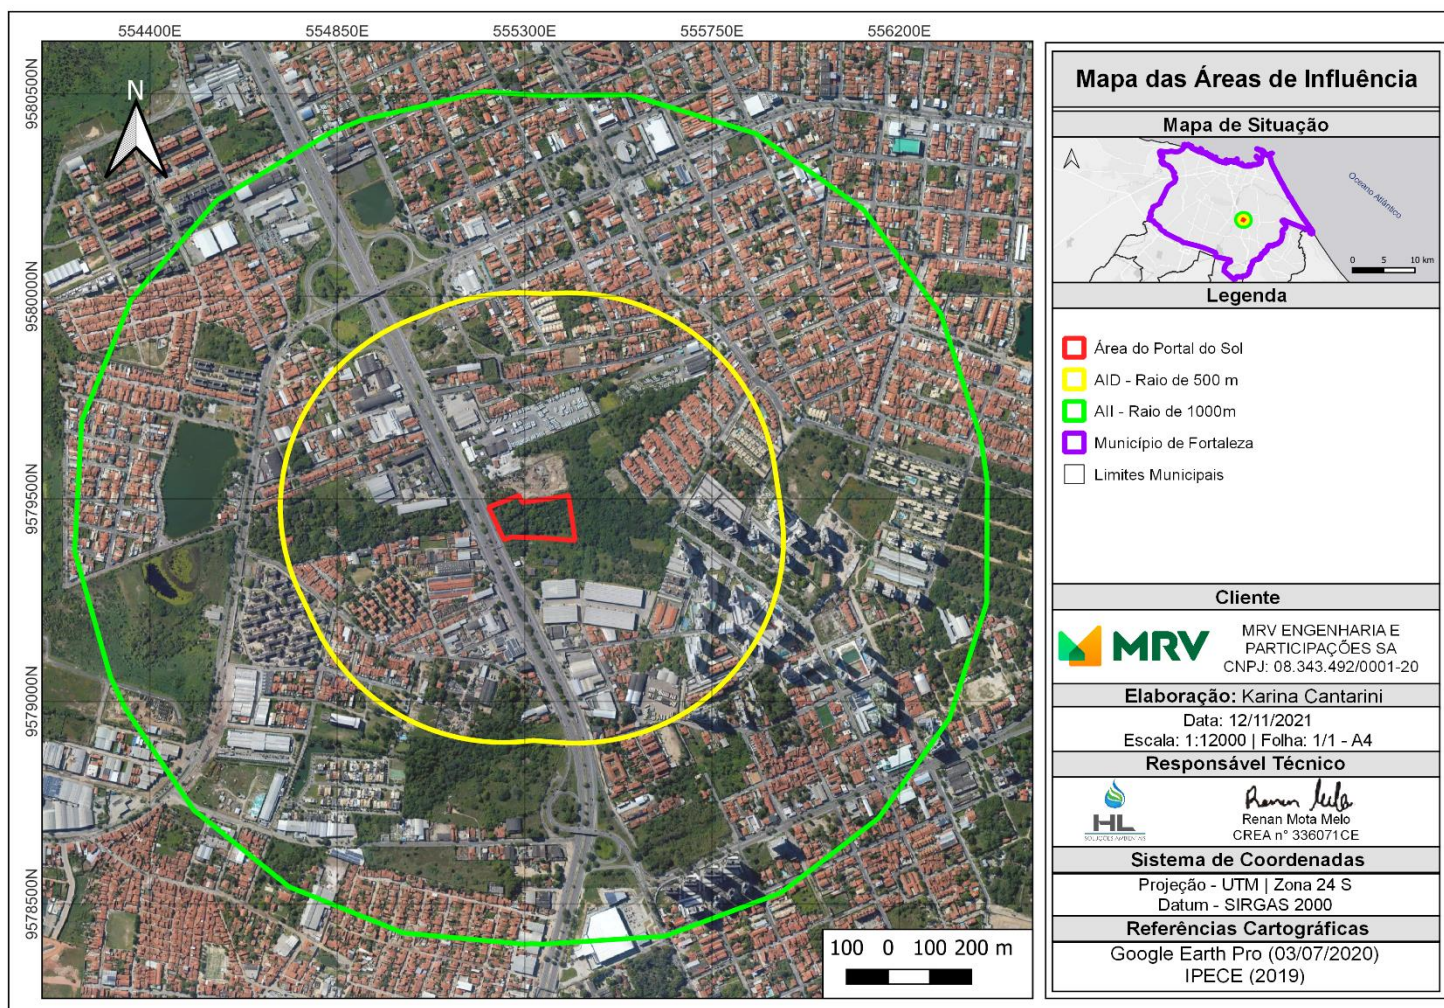 554400E 554850E 555300E 555750E 556200E
9580500N
9580000N
9579500N
9579000N
9578500N
N
100 0 100 200 m
Mapa das Áreas de Influência
Mapa de Situação
Oceano Atlântico
0 5 10 km
Legenda
Área do Portal do Sol
AID - Raio de 500 m
AII - Raio de 1000m
Município de Fortaleza
Limites Municipais
Cliente
MRV
MRV ENGENHARIA E
PARTICIPAÇÕES SA
CNPJ: 08.343.492/0001-20
Elaboração: Karina Cantarini
Data: 12/11/2021
Escala: 1:12000 | Folha: 1/1 - A4
Responsável Técnico
HL
SOLUÇÕES AMBIENTAIS
Renan Mota Melo
CREA n° 336071CE
Sistema de Coordenadas
Projeção - UTM | Zona 24 S
Datum - SIRGAS 2000
Referências Cartográficas
Google Earth Pro (03/07/2020)
IPECE (2019)